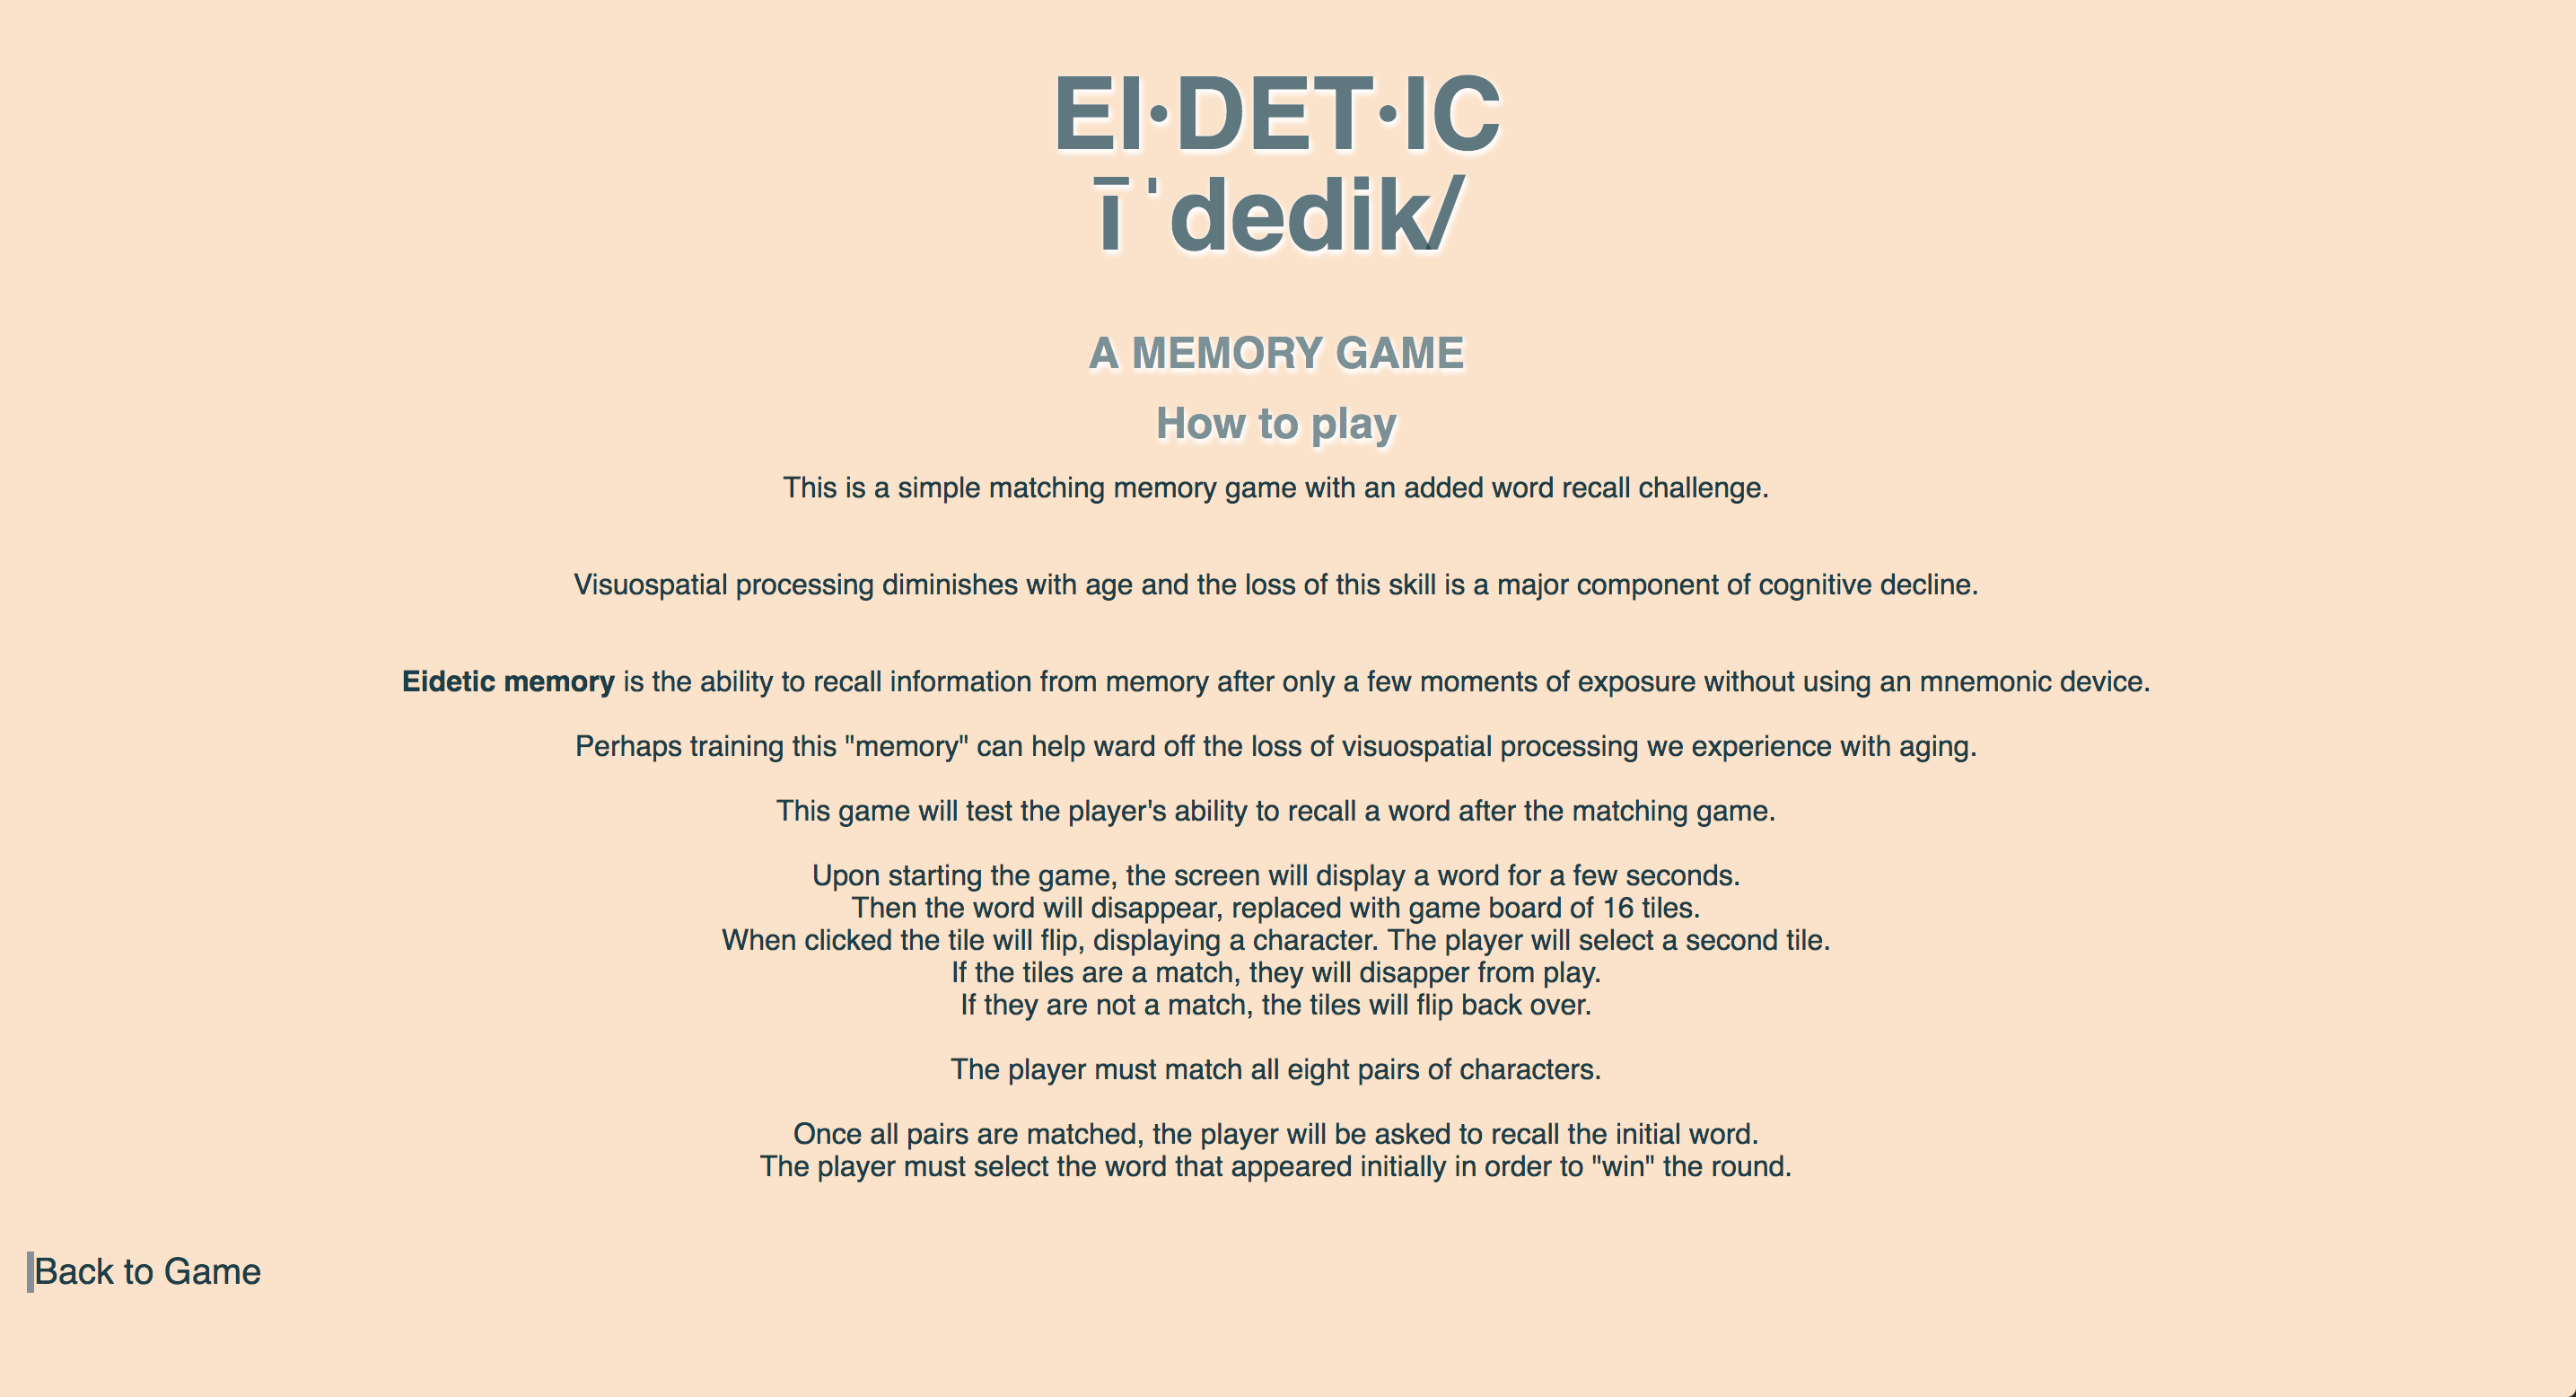 EI·DET·IC
īˈdedik/
A MEMORY GAME
How to play
This is a simple matching memory game with an added word recall challenge.
Visuospatial processing diminishes with age and the loss of this skill is a major component of cognitive decline.
Eidetic memory is the ability to recall information from memory after only a few moments of exposure without using an mnemonic device.
Perhaps training this "memory" can help ward off the loss of visuospatial processing we experience with aging.
This game will test the player's ability to recall a word after the matching game.
Upon starting the game, the screen will display a word for a few seconds.
Then the word will disappear, replaced with game board of 16 tiles.
When clicked the tile will flip, displaying a character. The player will select a second tile.
If the tiles are a match, they will disapper from play.
If they are not a match, the tiles will flip back over.
The player must match all eight pairs of characters.
Once all pairs are matched, the player will be asked to recall the initial word.
The player must select the word that appeared initially in order to "win" the round.
Back to Game